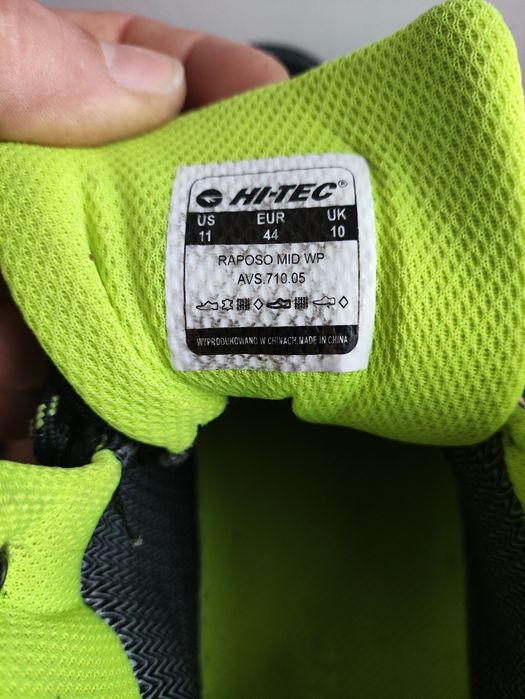 HI-TEC®
US EUR UK
11 44 10
RAPOSO MID WP
AVS.710.05
WYPRODUKOWANO W CHINACH,MADE IN CHINA